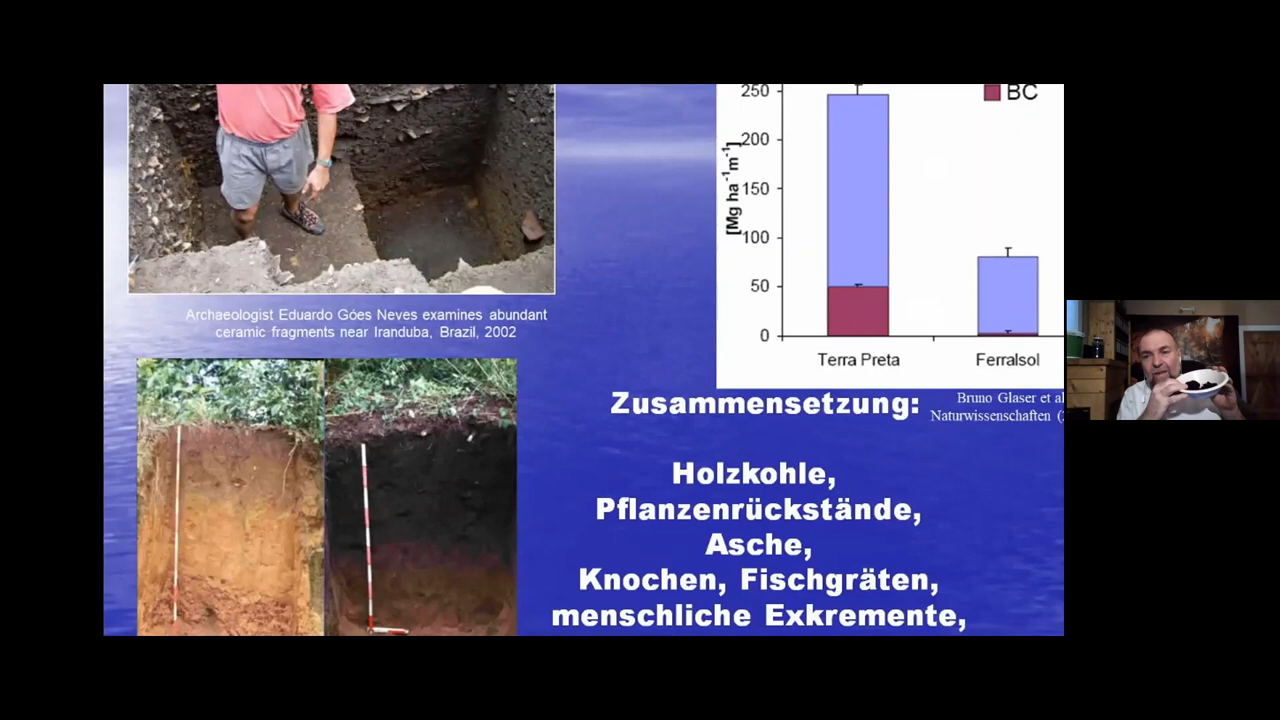 Archaeologist Eduardo Góes Neves examines abundant
ceramic fragments near Iranduba, Brazil, 2002
250
BC
200
150
[Mg ha⁻¹m⁻¹]
100
50
0
Terra Preta
Ferralsol
Bruno Glaser et al
Naturwissenschaften (
Zusammensetzung:
Holzkohle,
Pflanzenrückstände,
Asche,
Knochen, Fischgräten,
menschliche Exkremente,